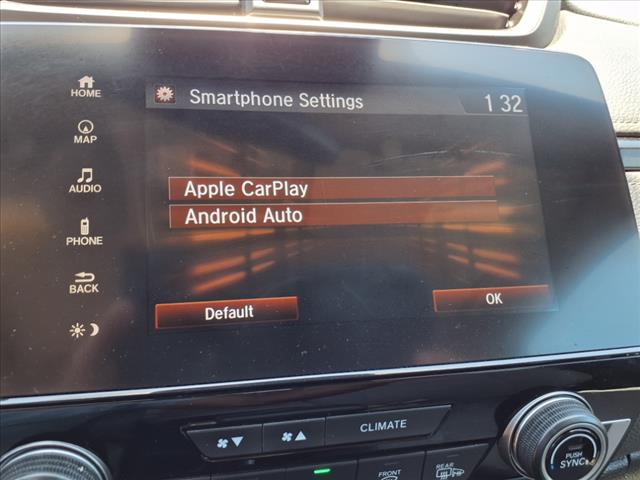 HOME
Smartphone Settings
1 32
MAP
AUDIO
Apple CarPlay
Android Auto
PHONE
BACK
Default
OK
CLIMATE
FRONT
REAR
PUSH
SYNC